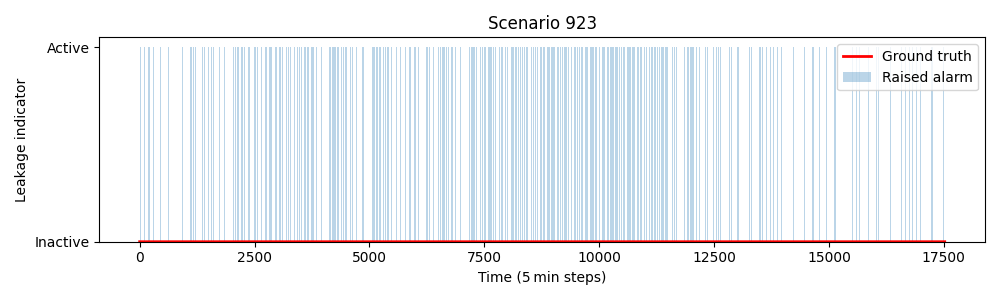 Scenario 923
Active
Inactive
Leakage indicator
Ground truth
Raised alarm
0 2500 5000 7500 10000 12500 15000 17500
Time (5 min steps)